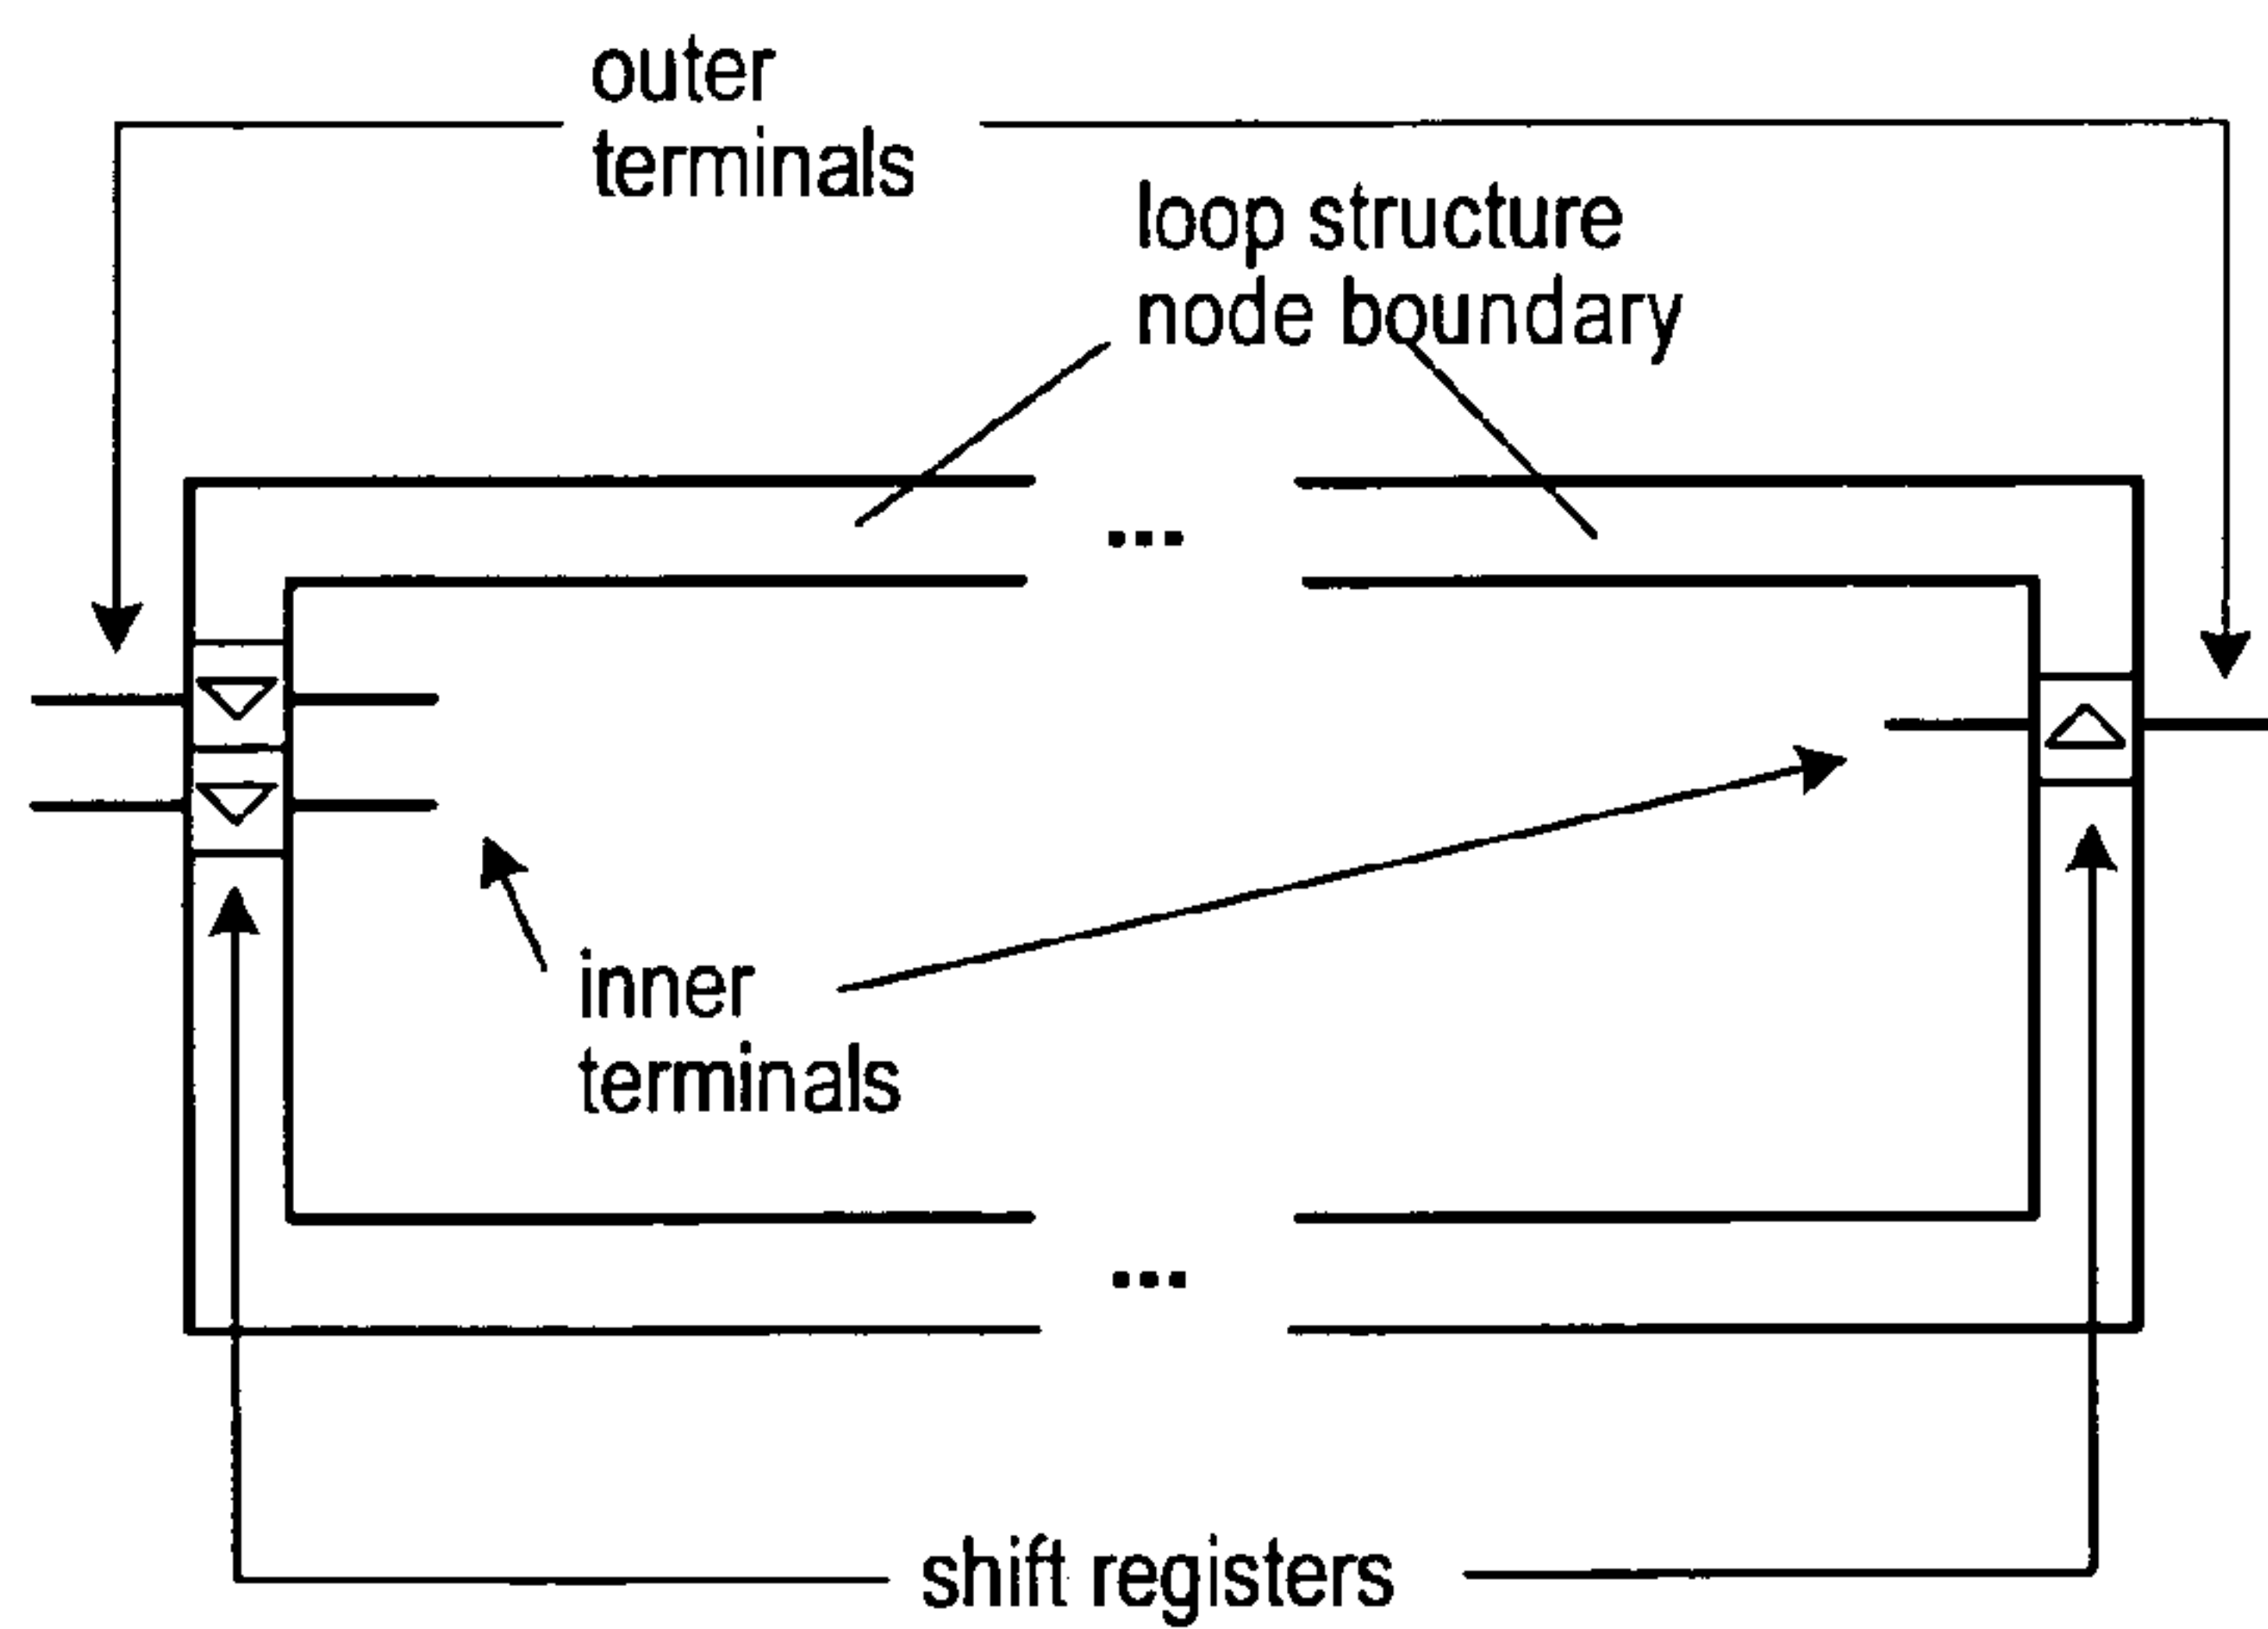 outer
terminals
loop structure
node boundary
...
inner
terminals
...
shift registers